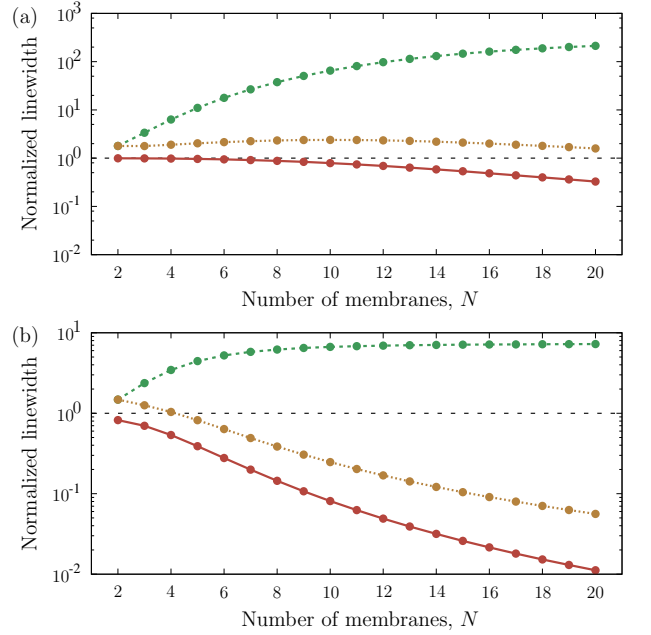 (a)
10^3
10^2
10^1
10^0
10^-1
10^-2
Normalized linewidth
2 4 6 8 10 12 14 16 18 20
Number of membranes, N
(b)
10^1
10^0
10^-1
10^-2
Normalized linewidth
2 4 6 8 10 12 14 16 18 20
Number of membranes, N